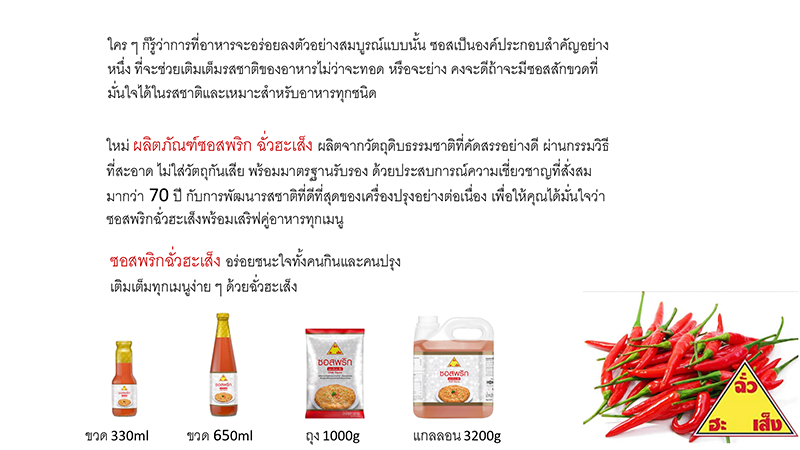 ใคร ๆ ก็รู้ว่าการที่อาหารจะอร่อยลงตัวอย่างสมบูรณ์แบบนั้น ซอสเป็นองค์ประกอบสำคัญอย่าง
หนึ่ง ที่จะช่วยเติมเต็มรสชาติของอาหารไม่ว่าจะทอด หรือจะย่าง คงจะดีถ้าจะมีซอสสักขวดที่
มั่นใจได้ในรสชาติและเหมาะสำหรับอาหารทุกชนิด
ใหม่ ผลิตภัณฑ์ซอสพริก ฉั่วฮะเส็ง ผลิตจากวัตถุดิบธรรมชาติที่คัดสรรอย่างดี ผ่านกรรมวิธี
ที่สะอาด ไม่ใส่วัตถุกันเสีย พร้อมมาตรฐานรับรอง ด้วยประสบการณ์ความเชี่ยวชาญที่สั่งสม
มากว่า 70 ปี กับการพัฒนารสชาติที่ดีที่สุดของเครื่องปรุงอย่างต่อเนื่อง เพื่อให้คุณได้มั่นใจว่า
ซอสพริกฉั่วฮะเส็งพร้อมเสริฟคู่อาหารทุกเมนู
ซอสพริกฉั่วฮะเส็ง อร่อยชนะใจทั้งคนกินและคนปรุง
เติมเต็มทุกเมนูง่าย ๆ ด้วยฉั่วฮะเส็ง
ซอสพริก
ซอสพริก
ซอสพริก
ขวด 330ml
ขวด 650ml
ถุง 1000g
แกลลอน 3200g
ฉั่ว
ฮะ เส็ง